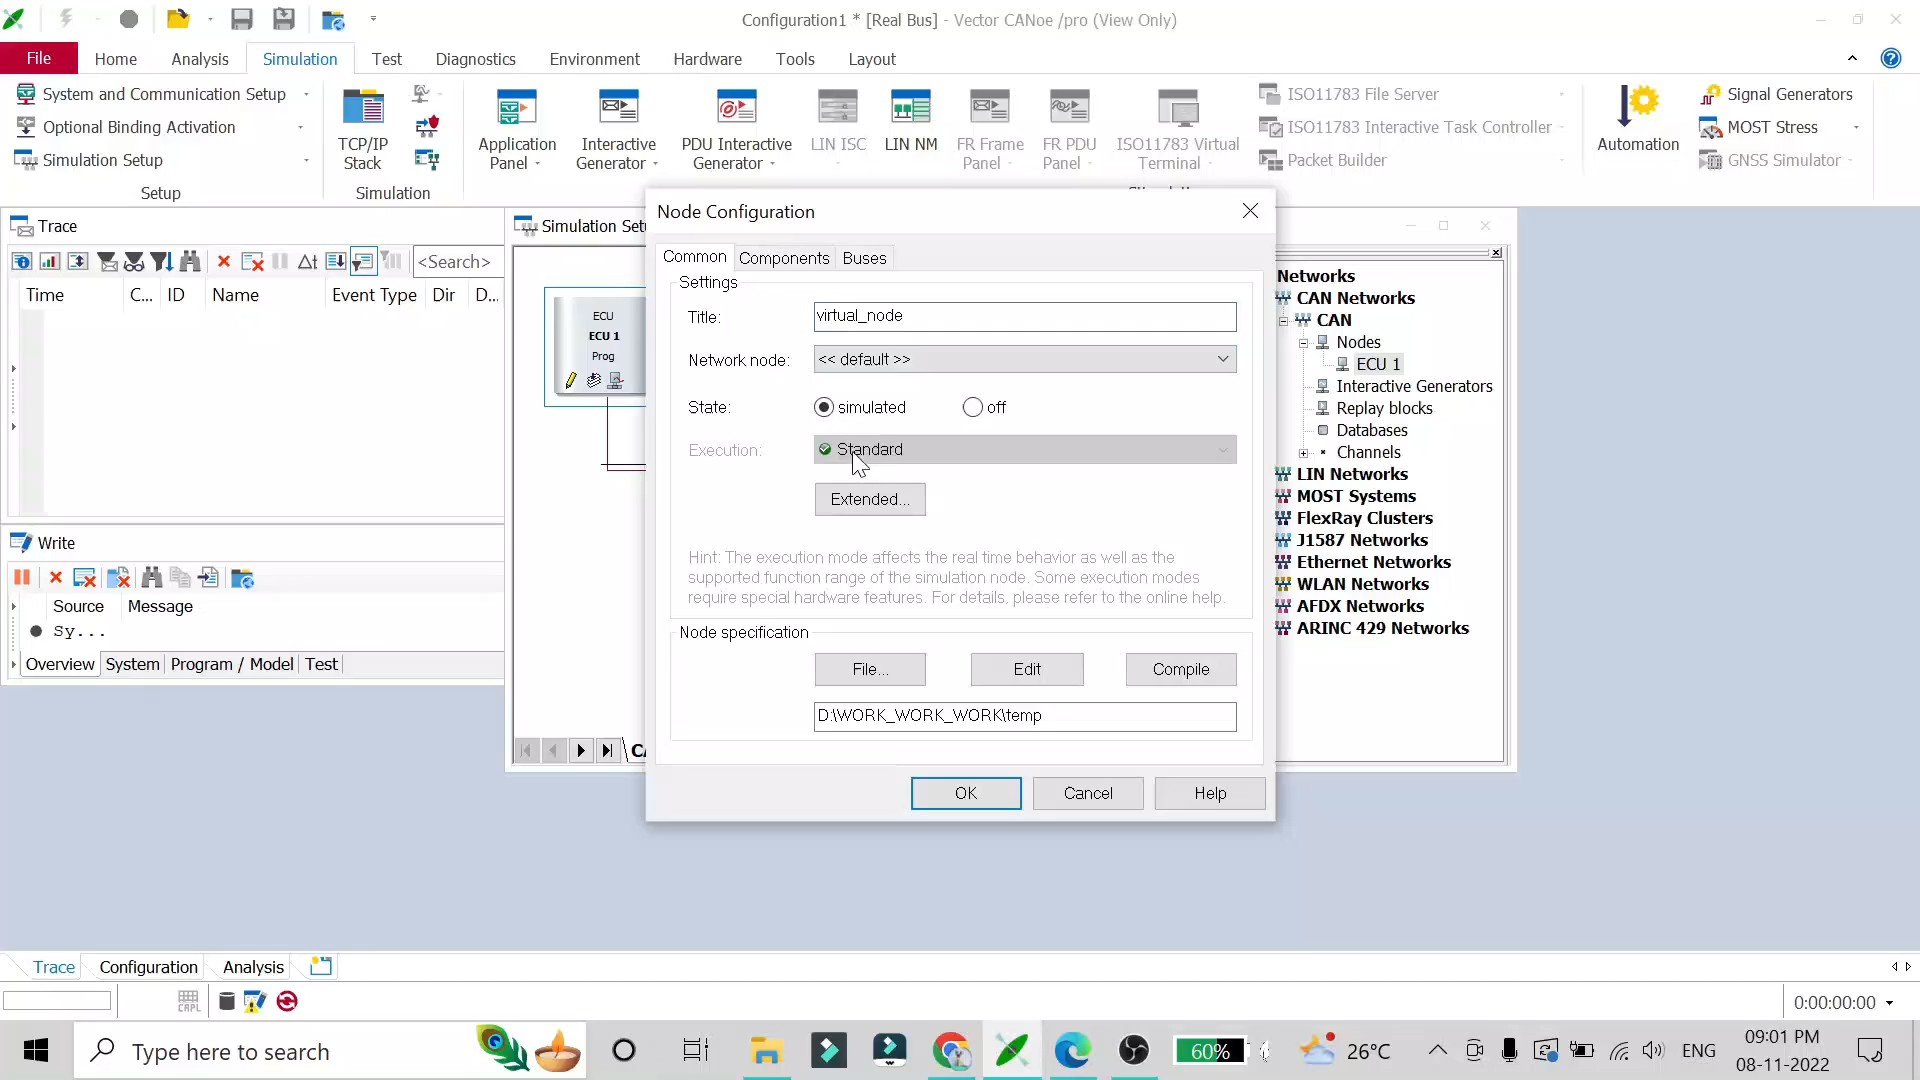 Configuration1 * [Real Bus] - Vector CANoe /pro (View Only)
File
Home
Analysis
Simulation
Test
Diagnostics
Environment
Hardware
Tools
Layout
System and Communication Setup
Optional Binding Activation
Simulation Setup
Setup
TCP/IP
Stack
Simulation
Application
Panel
Interactive
Generator
PDU Interactive
Generator
LIN ISC
LIN NM
FR Frame
Panel
FR PDU
Panel
ISO11783 Virtual
Terminal
ISO11783 File Server
ISO11783 Interactive Task Controller
Packet Builder
Automation
Signal Generators
MOST Stress
GNSS Simulator
Trace
<Search>
Time
C...
ID
Name
Event Type
Dir
D...
Write
Source
Message
Sy...
Overview
System
Program / Model
Test
Simulation Setu
ECU
ECU 1
Prog
Node Configuration
Common
Components
Buses
Settings
Title:
virtual_node
Network node:
<< default >>
State:
simulated
off
Execution:
Standard
Extended...
Hint: The execution mode affects the real time behavior as well as the
supported function range of the simulation node. Some execution modes
require special hardware features. For details, please refer to the online help.
Node specification
File...
Edit
Compile
D:\WORK_WORK_WORK\temp
OK
Cancel
Help
Networks
CAN Networks
CAN
Nodes
ECU 1
Interactive Generators
Replay blocks
Databases
Channels
LIN Networks
MOST Systems
FlexRay Clusters
J1587 Networks
Ethernet Networks
WLAN Networks
AFDX Networks
ARINC 429 Networks
Trace
Configuration
Analysis
CAPL
0:00:00:00
Type here to search
60%
26°C
ENG
09:01 PM
08-11-2022